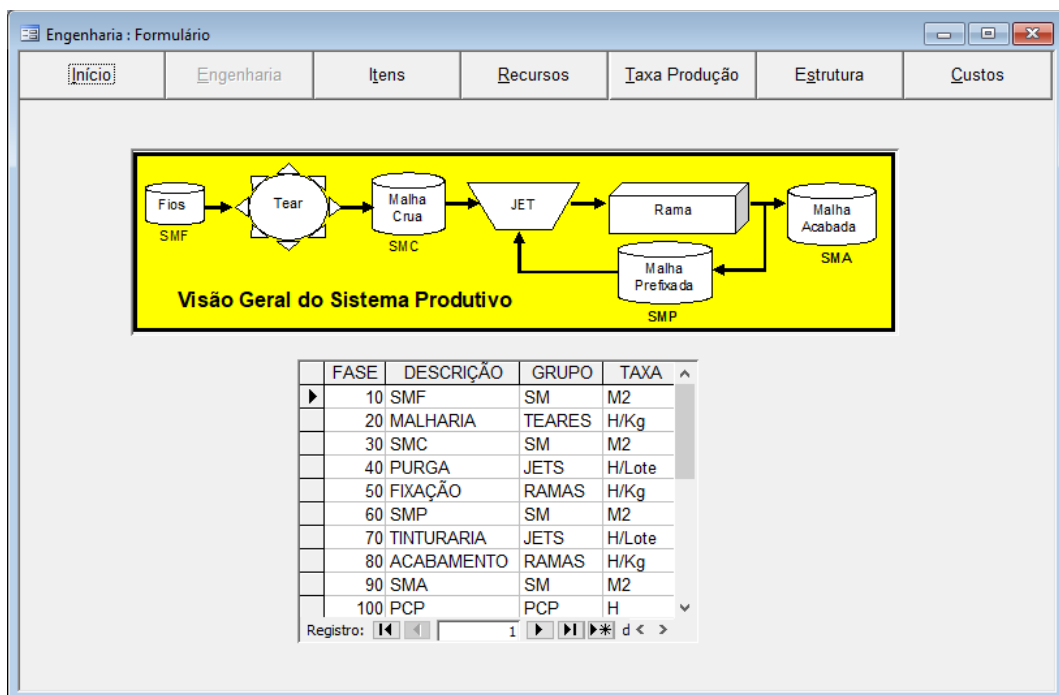 Engenharia : Formulário
Início Engenharia Itens Recursos Taxa Produção Estrutura Custos
Fios Tear Malha Crua JET Rama Malha Acabada
SMF SMC SMA
Malha Prefixada
Visão Geral do Sistema Produtivo
SMP
FASE DESCRIÇÃO GRUPO TAXA
10 SMF SM M2
20 MALHARIA TEARES H/Kg
30 SMC SM M2
40 PURGA JETS H/Lote
50 FIXAÇÃO RAMAS H/Kg
60 SMP SM M2
70 TINTURARIA JETS H/Lote
80 ACABAMENTO RAMAS H/Kg
90 SMA SM M2
100 PCP PCP H
Registro: 1 d